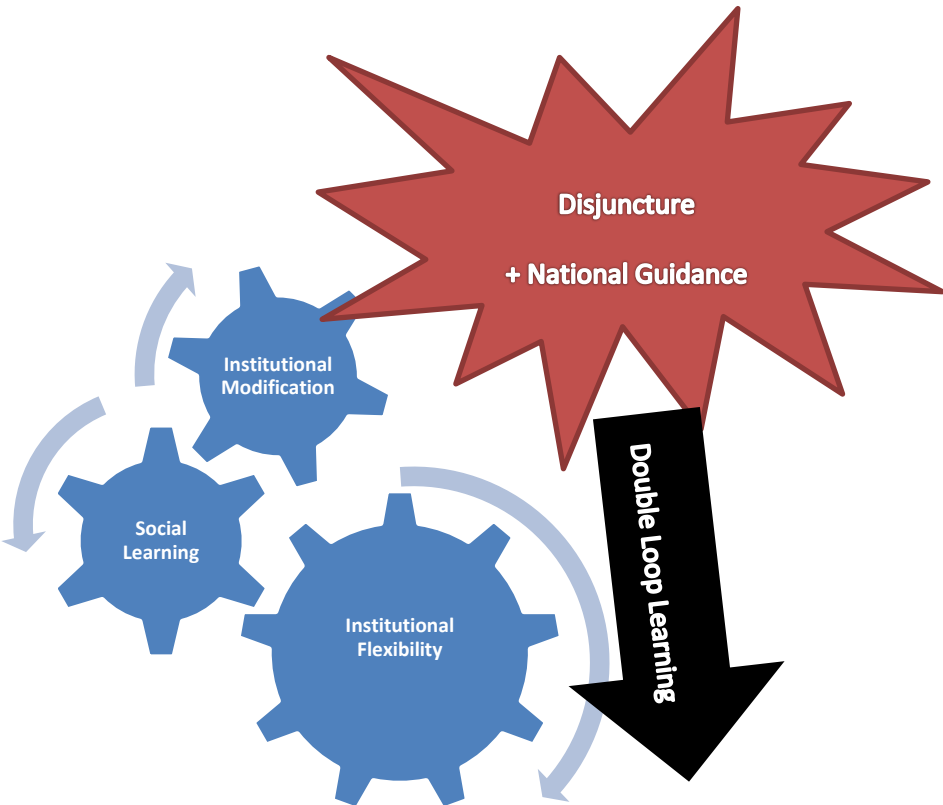 Disjuncture
+ National Guidance
Institutional
Modification
Social
Learning
Institutional
Flexibility
Double Loop Learning